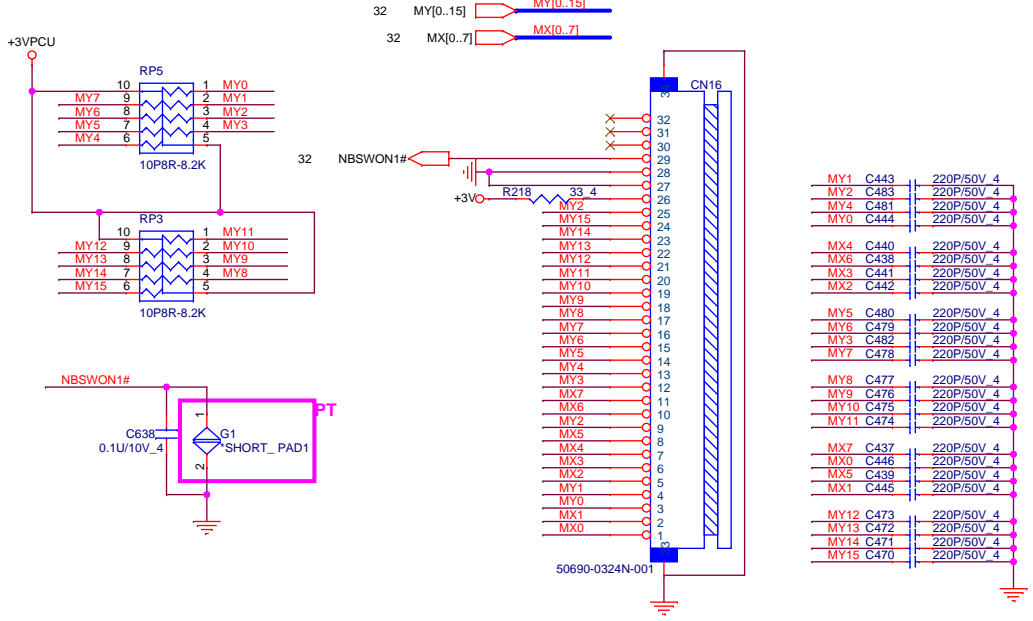 32 MY[0..15] MY[0..15]
32 MX[0..7] MX[0..7]
+3VPCU
RP5
10 1 MY0
MY7 9 2 MY1
MY6 8 3 MY2
MY5 7 4 MY3
MY4 6 5
10P8R-8.2K
RP3
10 1 MY11
MY12 9 2 MY10
MY13 8 3 MY9
MY14 7 4 MY8
MY15 6 5
10P8R-8.2K
NBSWON1#
PT
C638
0.1U/10V_4
1
G1
*SHORT_ PAD1
2
34
CN16
32
31
30
32 NBSWON1# 29
28
27
+3V R218 33_4 26
MY2 25
MY15 24
MY14 23
MY13 22
MY12 21
MY11 20
MY10 19
MY9 18
MY8 17
MY7 16
MY6 15
MY5 14
MY4 13
MY3 12
MX7 11
MX6 10
MY2 9
MX5 8
MX4 7
MX3 6
MX2 5
MY1 4
MY0 3
MX1 2
MX0 1
33
50690-0324N-001
MY1 C443 220P/50V_4
MY2 C483 220P/50V_4
MY4 C481 220P/50V_4
MY0 C444 220P/50V_4
MX4 C440 220P/50V_4
MX6 C438 220P/50V_4
MX3 C441 220P/50V_4
MX2 C442 220P/50V_4
MY5 C480 220P/50V_4
MY6 C479 220P/50V_4
MY3 C482 220P/50V_4
MY7 C478 220P/50V_4
MY8 C477 220P/50V_4
MY9 C476 220P/50V_4
MY10 C475 220P/50V_4
MY11 C474 220P/50V_4
MX7 C437 220P/50V_4
MX0 C446 220P/50V_4
MX5 C439 220P/50V_4
MX1 C445 220P/50V_4
MY12 C473 220P/50V_4
MY13 C472 220P/50V_4
MY14 C471 220P/50V_4
MY15 C470 220P/50V_4